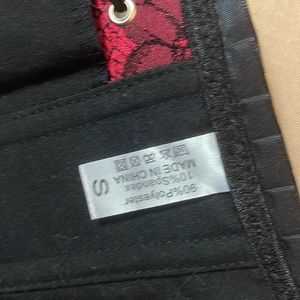 90%Polyester
10%Spandex
MADE IN CHINA
S